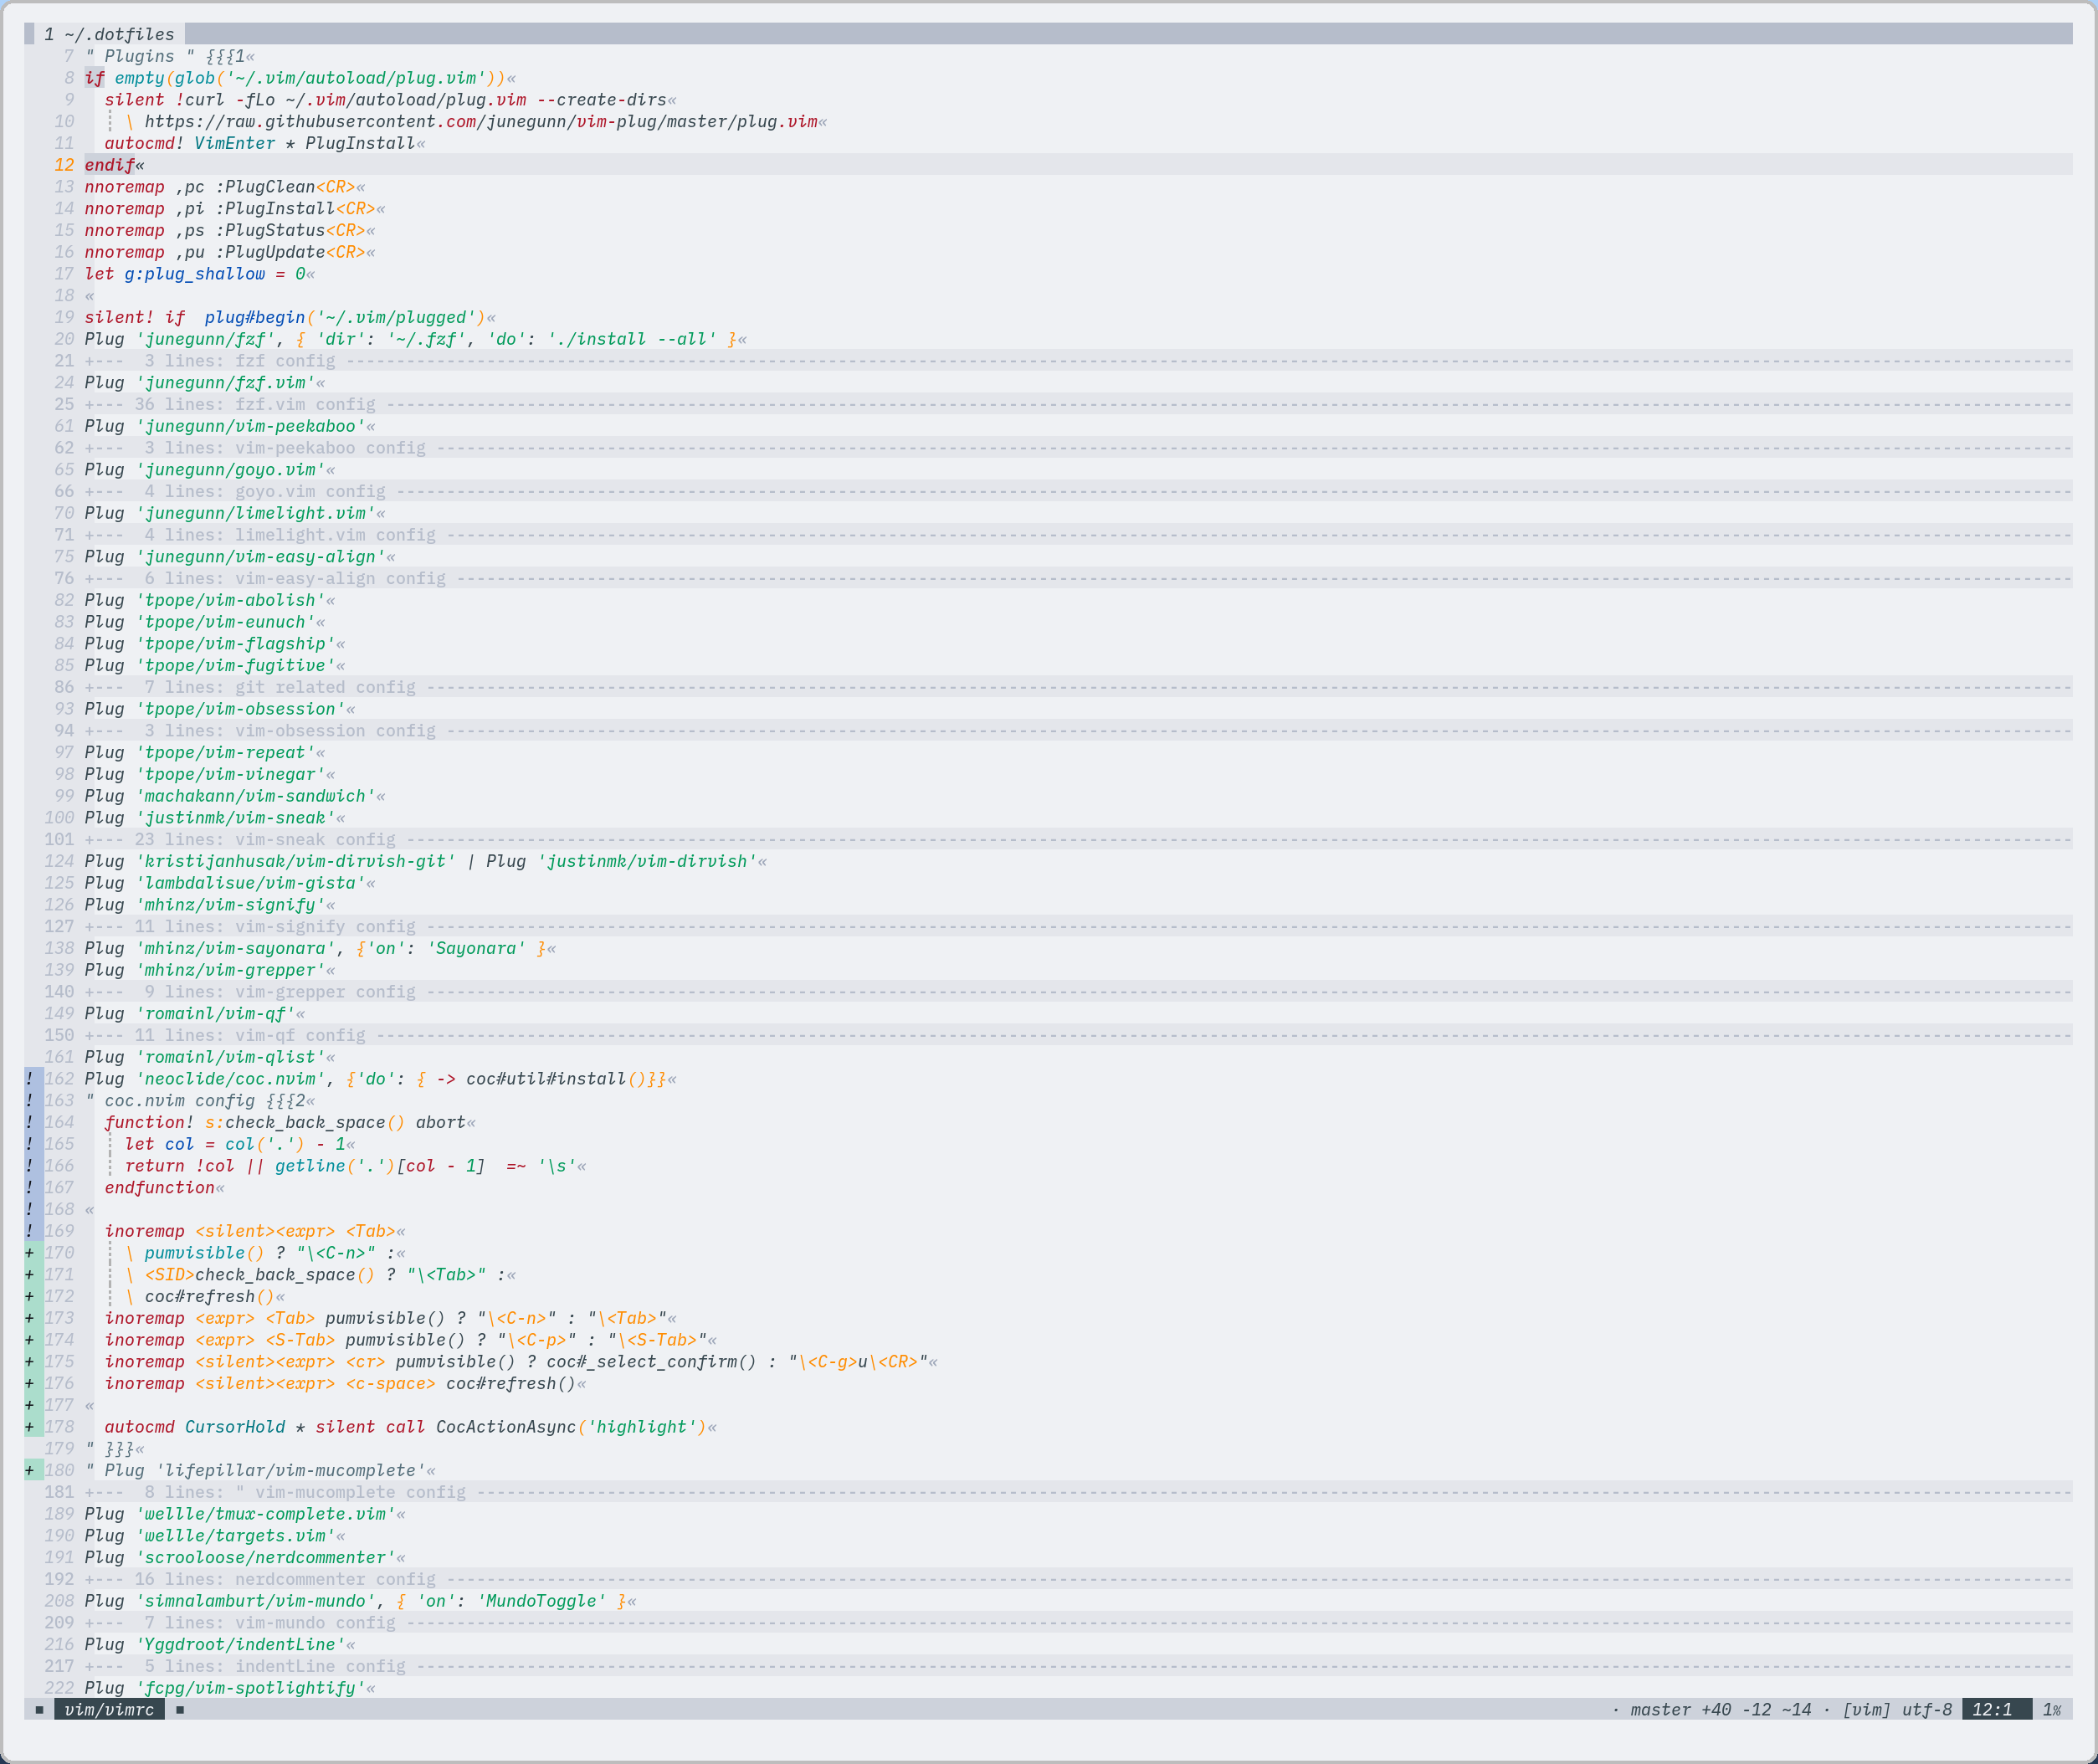 1 ~/.dotfiles
7 " Plugins " {{{1«
8 if empty(glob('~/.vim/autoload/plug.vim'))«
9   silent !curl -fLo ~/.vim/autoload/plug.vim --create-dirs«
10   ┊ \ https://raw.githubusercontent.com/junegunn/vim-plug/master/plug.vim«
11   autocmd! VimEnter * PlugInstall«
12 endif«
13 nnoremap ,pc :PlugClean<CR>«
14 nnoremap ,pi :PlugInstall<CR>«
15 nnoremap ,ps :PlugStatus<CR>«
16 nnoremap ,pu :PlugUpdate<CR>«
17 let g:plug_shallow = 0«
18 «
19 silent! if  plug#begin('~/.vim/plugged')«
20 Plug 'junegunn/fzf', { 'dir': '~/.fzf', 'do': './install --all' }«
21 +---  3 lines: fzf config ---
24 Plug 'junegunn/fzf.vim'«
25 +--- 36 lines: fzf.vim config ---
61 Plug 'junegunn/vim-peekaboo'«
62 +---  3 lines: vim-peekaboo config ---
65 Plug 'junegunn/goyo.vim'«
66 +---  4 lines: goyo.vim config ---
70 Plug 'junegunn/limelight.vim'«
71 +---  4 lines: limelight.vim config ---
75 Plug 'junegunn/vim-easy-align'«
76 +---  6 lines: vim-easy-align config ---
82 Plug 'tpope/vim-abolish'«
83 Plug 'tpope/vim-eunuch'«
84 Plug 'tpope/vim-flagship'«
85 Plug 'tpope/vim-fugitive'«
86 +---  7 lines: git related config ---
93 Plug 'tpope/vim-obsession'«
94 +---  3 lines: vim-obsession config ---
97 Plug 'tpope/vim-repeat'«
98 Plug 'tpope/vim-vinegar'«
99 Plug 'machakann/vim-sandwich'«
100 Plug 'justinmk/vim-sneak'«
101 +--- 23 lines: vim-sneak config ---
124 Plug 'kristijanhusak/vim-dirvish-git' | Plug 'justinmk/vim-dirvish'«
125 Plug 'lambdalisue/vim-gista'«
126 Plug 'mhinz/vim-signify'«
127 +--- 11 lines: vim-signify config ---
138 Plug 'mhinz/vim-sayonara', {'on': 'Sayonara' }«
139 Plug 'mhinz/vim-grepper'«
140 +---  9 lines: vim-grepper config ---
149 Plug 'romainl/vim-qf'«
150 +--- 11 lines: vim-qf config ---
161 Plug 'romainl/vim-qlist'«
! 162 Plug 'neoclide/coc.nvim', {'do': { -> coc#util#install()}}«
! 163 " coc.nvim config {{{2«
! 164   function! s:check_back_space() abort«
! 165   ┊ let col = col('.') - 1«
! 166   ┊ return !col || getline('.')[col - 1]  =~ '\s'«
! 167   endfunction«
! 168 «
! 169   inoremap <silent><expr> <Tab>«
+ 170   ┊ \ pumvisible() ? "\<C-n>" :«
+ 171   ┊ \ <SID>check_back_space() ? "\<Tab>" :«
+ 172   ┊ \ coc#refresh()«
+ 173   inoremap <expr> <Tab> pumvisible() ? "\<C-n>" : "\<Tab>"«
+ 174   inoremap <expr> <S-Tab> pumvisible() ? "\<C-p>" : "\<S-Tab>"«
+ 175   inoremap <silent><expr> <cr> pumvisible() ? coc#_select_confirm() : "\<C-g>u\<CR>"«
+ 176   inoremap <silent><expr> <c-space> coc#refresh()«
+ 177 «
+ 178   autocmd CursorHold * silent call CocActionAsync('highlight')«
179 " }}}«
+ 180 " Plug 'lifepillar/vim-mucomplete'«
181 +---  8 lines: " vim-mucomplete config ---
189 Plug 'wellle/tmux-complete.vim'«
190 Plug 'wellle/targets.vim'«
191 Plug 'scrooloose/nerdcommenter'«
192 +--- 16 lines: nerdcommenter config ---
208 Plug 'simnalamburt/vim-mundo', { 'on': 'MundoToggle' }«
209 +---  7 lines: vim-mundo config ---
216 Plug 'Yggdroot/indentLine'«
217 +---  5 lines: indentLine config ---
222 Plug 'fcpg/vim-spotlightify'«
▪ vim/vimrc ▪ · master +40 -12 ~14 · [vim] utf-8 12:1 1%